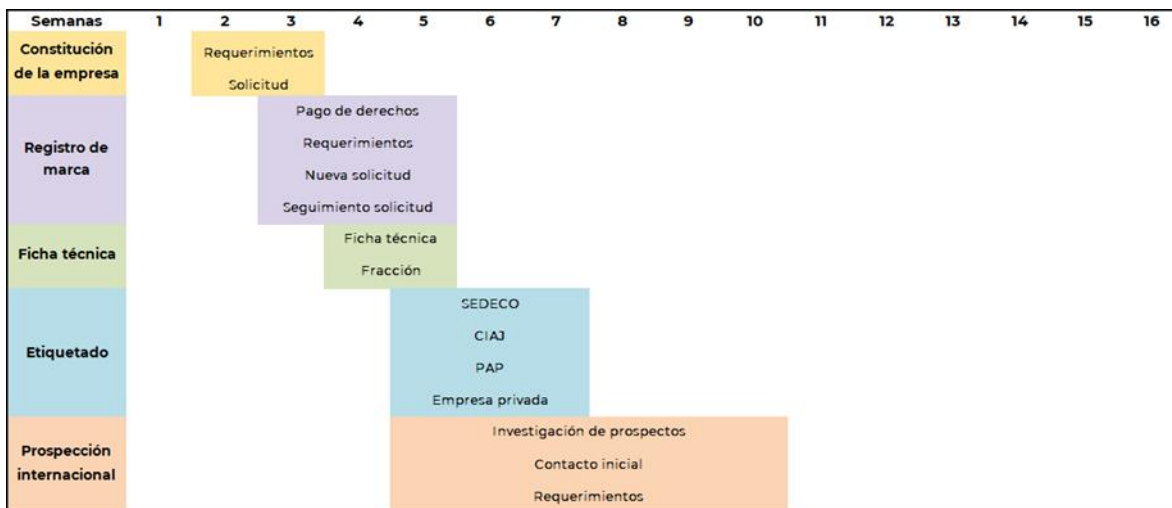 Semanas 1 2 3 4 5 6 7 8 9 10 11 12 13 14 15 16
Constitución
de la empresa
Requerimientos
Solicitud
Registro de
marca
Pago de derechos
Requerimientos
Nueva solicitud
Seguimiento solicitud
Ficha técnica
Ficha técnica
Fracción
Etiquetado
SEDECO
CIAJ
PAP
Empresa privada
Prospección
internacional
Investigación de prospectos
Contacto inicial
Requerimientos